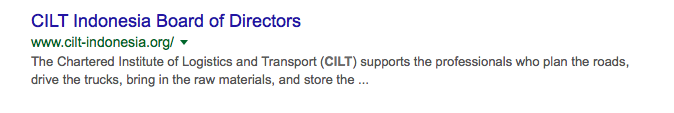 CILT Indonesia Board of Directors
www.cilt-indonesia.org/
The Chartered Institute of Logistics and Transport (CILT) supports the professionals who plan the roads,
drive the trucks, bring in the raw materials, and store the ...